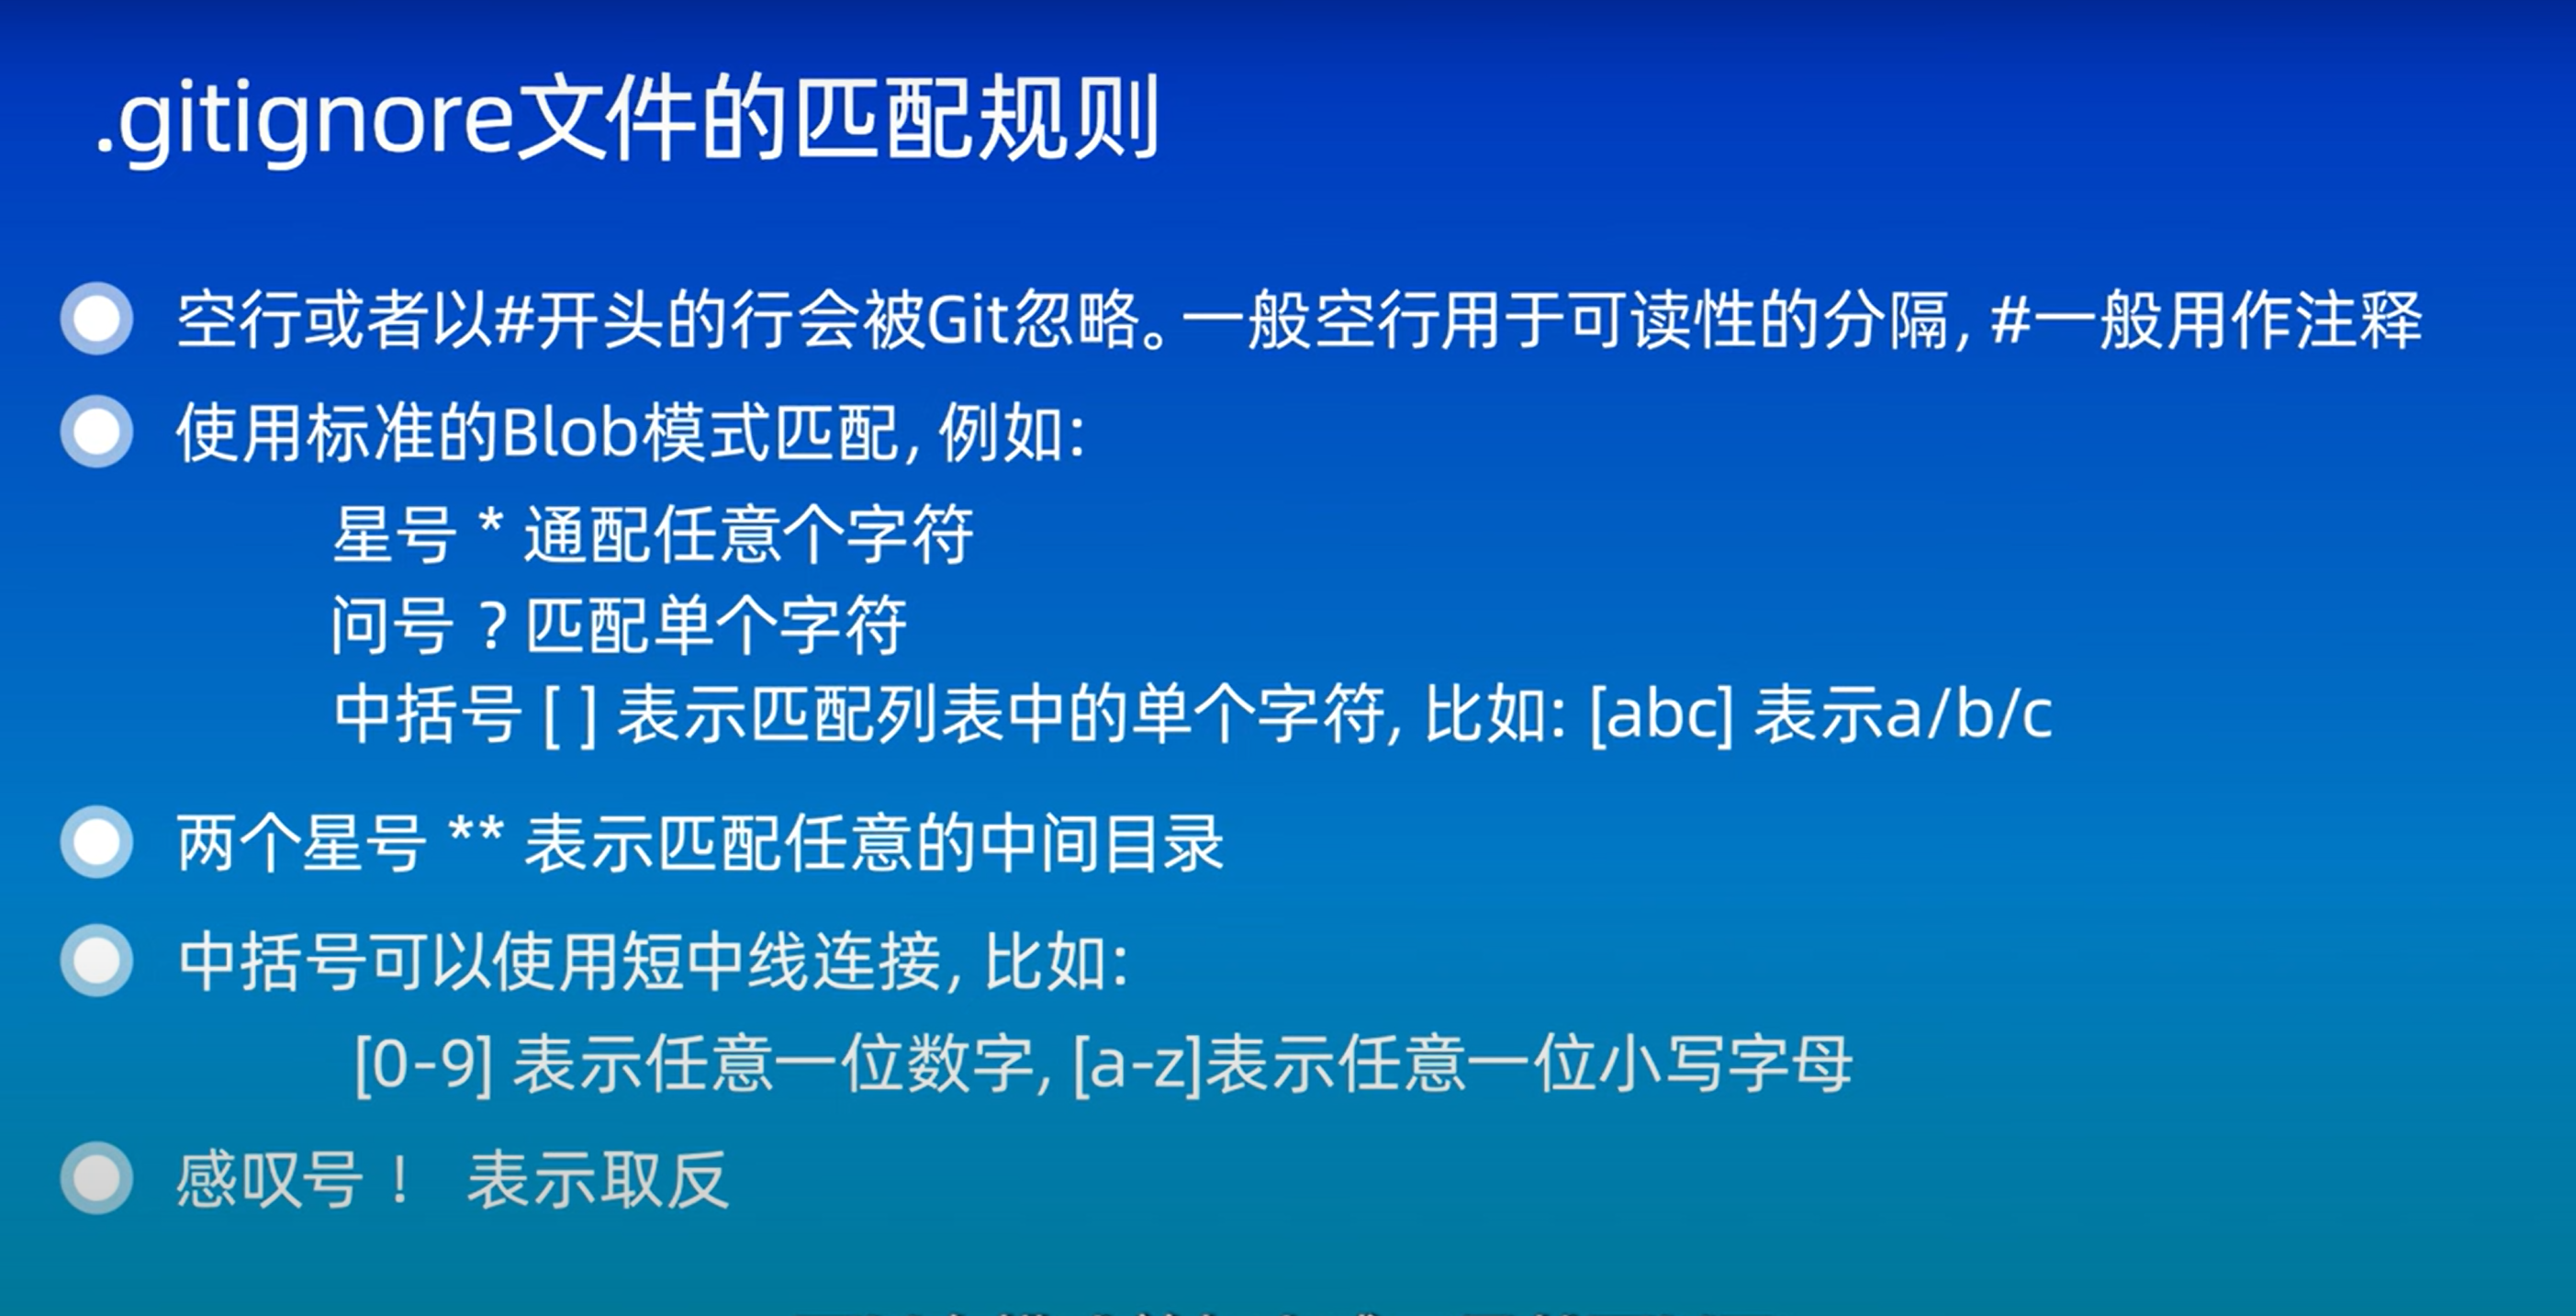 .gitignore文件的匹配规则
空行或者以#开头的行会被Git忽略。一般空行用于可读性的分隔, #一般用作注释
使用标准的Blob模式匹配, 例如:
星号 * 通配任意个字符
问号 ? 匹配单个字符
中括号 [ ] 表示匹配列表中的单个字符, 比如: [abc] 表示a/b/c
两个星号 ** 表示匹配任意的中间目录
中括号可以使用短中线连接, 比如:
[0-9] 表示任意一位数字, [a-z]表示任意一位小写字母
感叹号 ! 表示取反